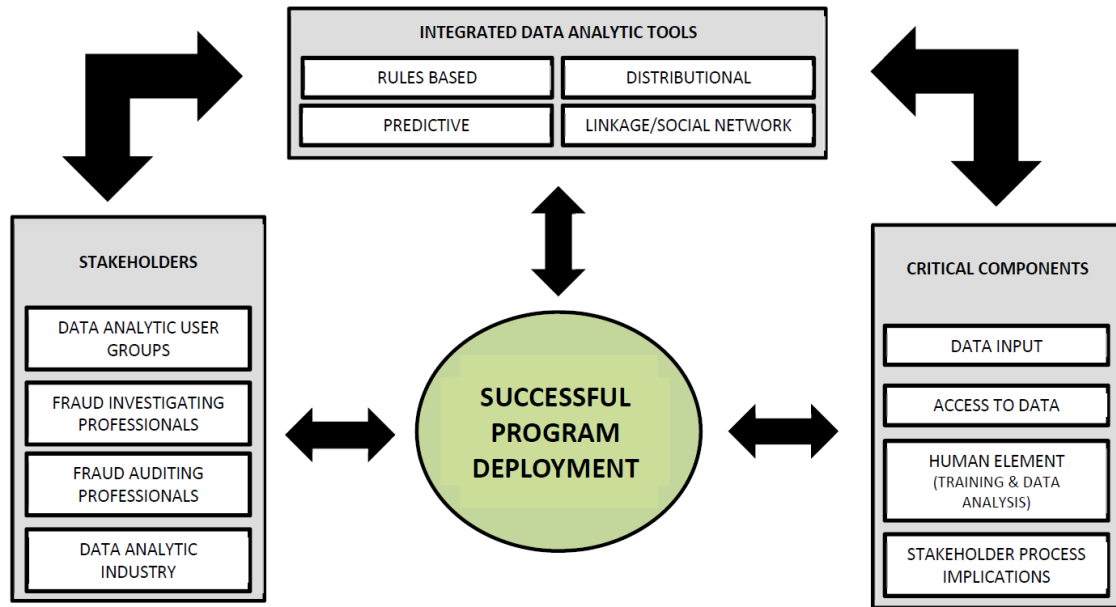 INTEGRATED DATA ANALYTIC TOOLS
RULES BASED
DISTRIBUTIONAL
PREDICTIVE
LINKAGE/SOCIAL NETWORK
STAKEHOLDERS
DATA ANALYTIC USER
GROUPS
FRAUD INVESTIGATING
PROFESSIONALS
FRAUD AUDITING
PROFESSIONALS
DATA ANALYTIC
INDUSTRY
SUCCESSFUL
PROGRAM
DEPLOYMENT
CRITICAL COMPONENTS
DATA INPUT
ACCESS TO DATA
HUMAN ELEMENT
(TRAINING & DATA
ANALYSIS)
STAKEHOLDER PROCESS
IMPLICATIONS